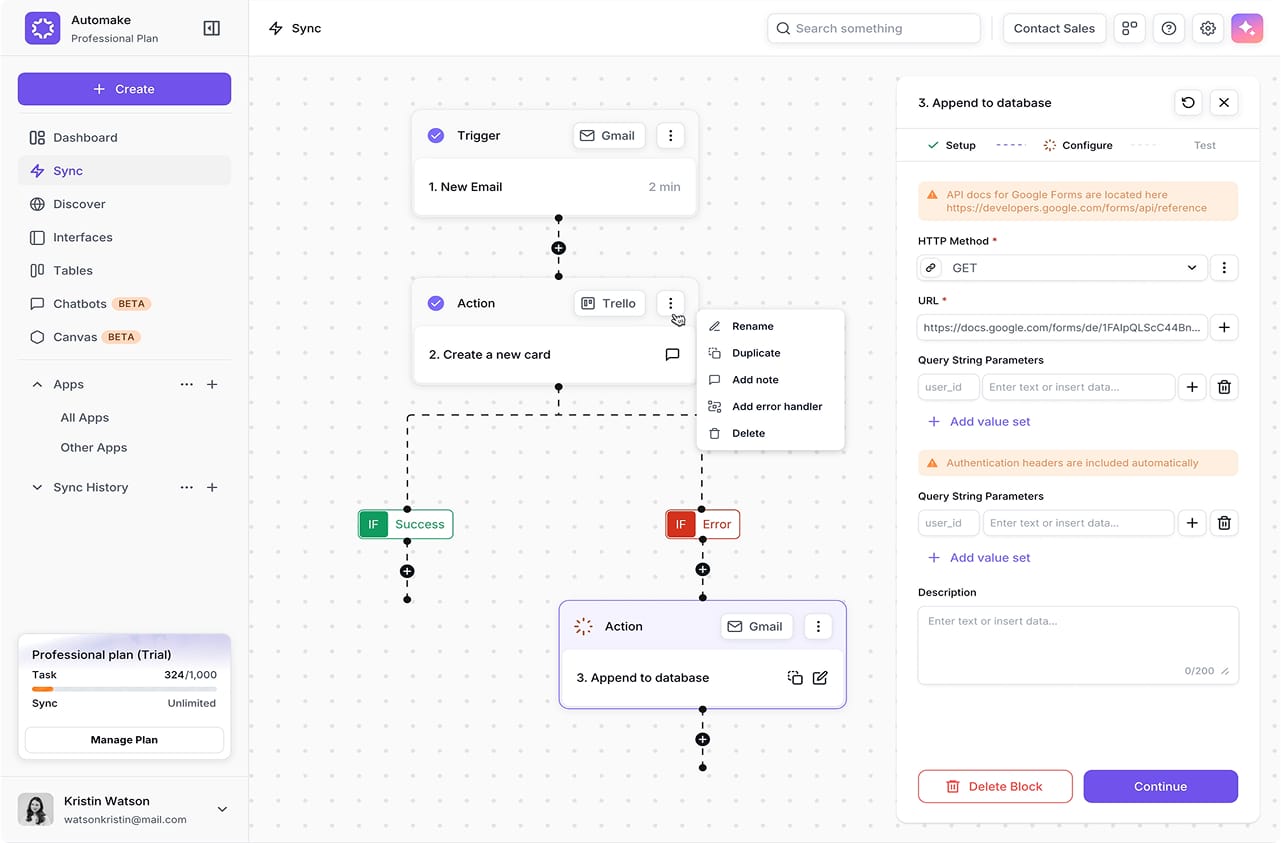 Automake
Professional Plan
Create
Dashboard
Sync
Discover
Interfaces
Tables
Chatbots BETA
Canvas BETA
Apps
All Apps
Other Apps
Sync History
Professional plan (Trial)
Task 324/1,000
Sync Unlimited
Manage Plan
Kristin Watson
watsonkristin@mail.com
Sync
Search something
Contact Sales
Trigger Gmail
1. New Email 2 min
Action Trello
2. Create a new card
Rename
Duplicate
Add note
Add error handler
Delete
IF Success
IF Error
Action Gmail
3. Append to database
3. Append to database
Setup Configure Test
API docs for Google Forms are located here
https://developers.google.com/forms/api/reference
HTTP Method *
GET
URL *
https://docs.google.com/forms/de/1FAIpQLScC44Bn...
Query String Parameters
user_id Enter text or insert data...
Add value set
Authentication headers are included automatically
Query String Parameters
user_id Enter text or insert data...
Add value set
Description
Enter text or insert data...
0/200
Delete Block Continue